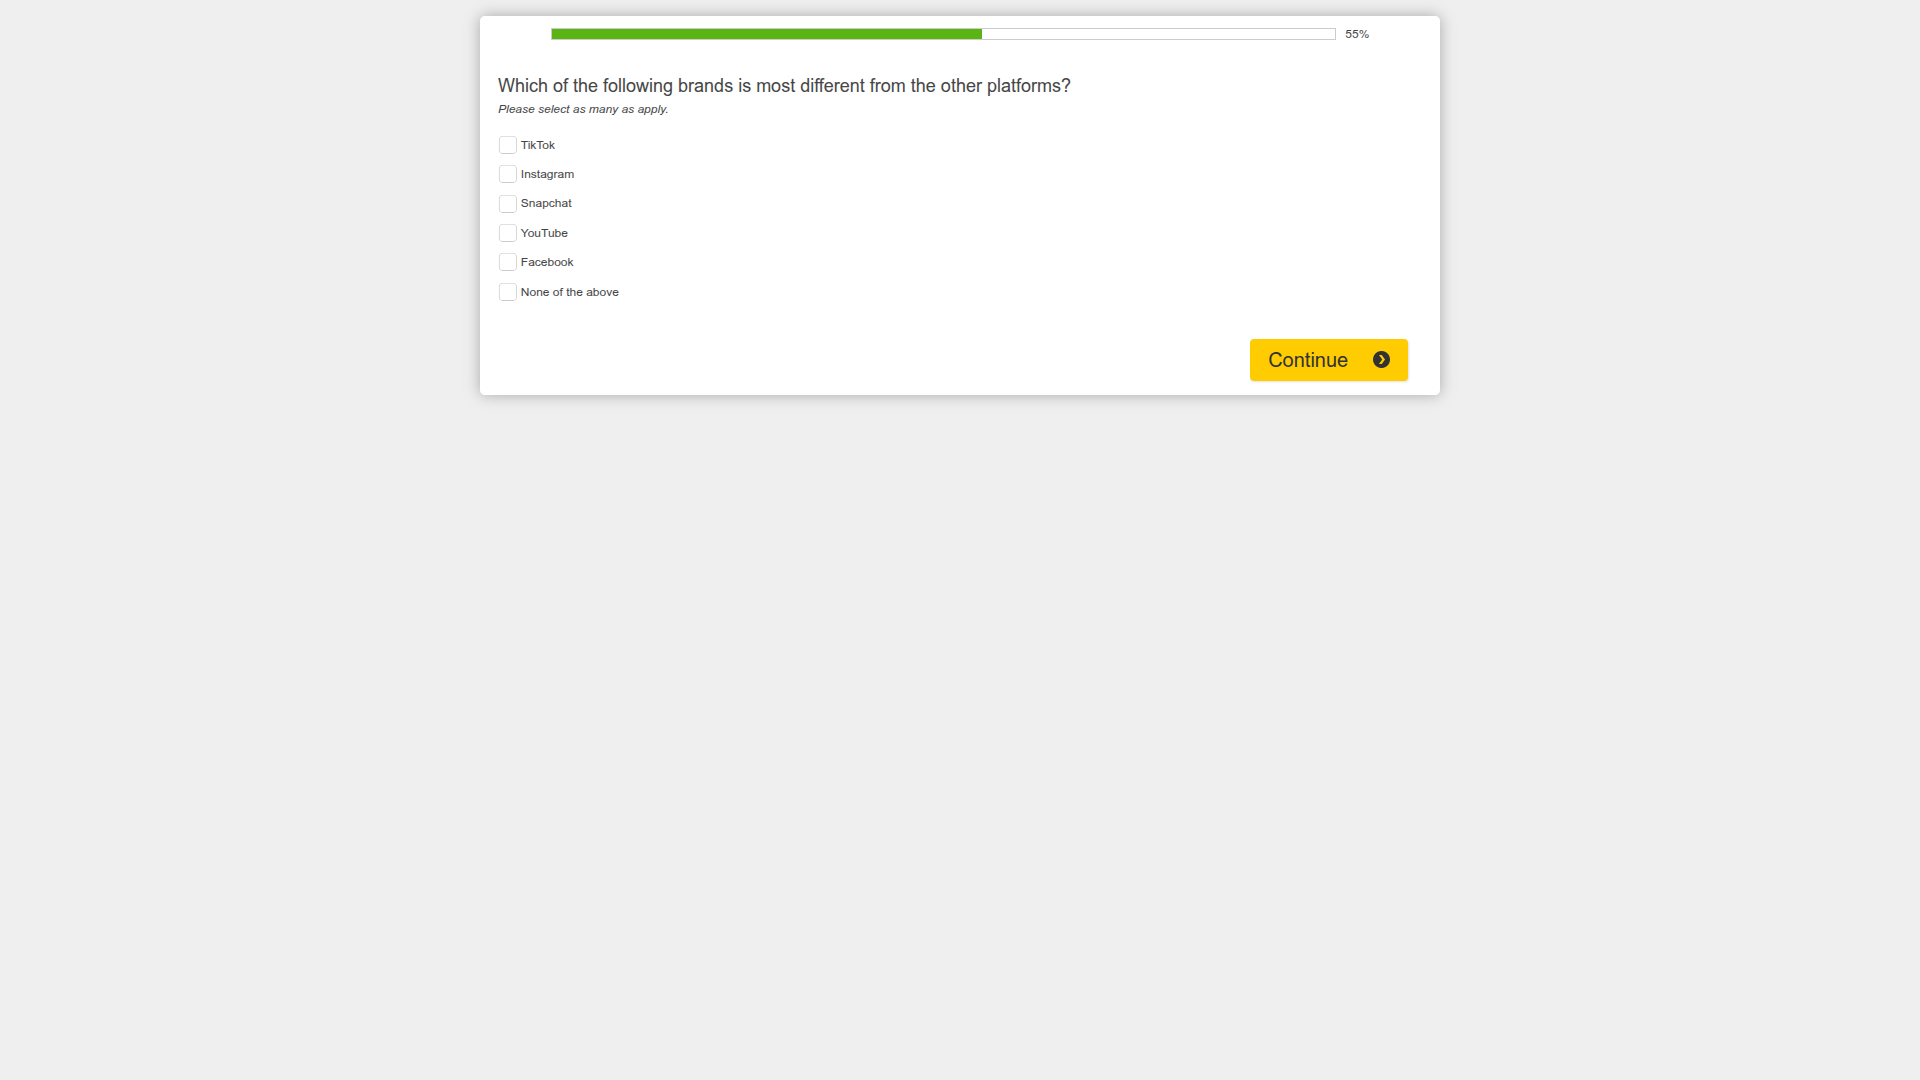 55%
Which of the following brands is most different from the other platforms?
Please select as many as apply.
TikTok
Instagram
Snapchat
YouTube
Facebook
None of the above
Continue